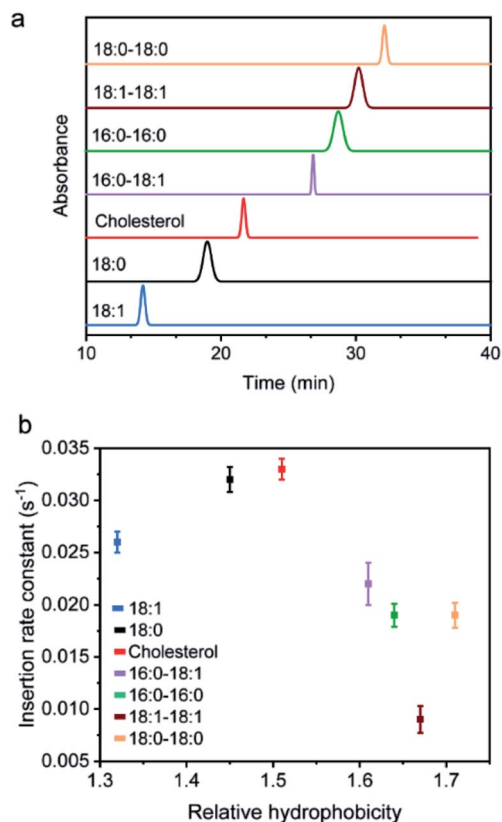 a
18:0-18:0
18:1-18:1
16:0-16:0
16:0-18:1
Cholesterol
18:0
18:1
Absorbance
10 20 30 40
Time (min)
b
0.035
0.030
0.025
0.020
0.015
0.010
0.005
Insertion rate constant (s⁻¹)
18:1
18:0
Cholesterol
16:0-18:1
16:0-16:0
18:1-18:1
18:0-18:0
1.3 1.4 1.5 1.6 1.7
Relative hydrophobicity